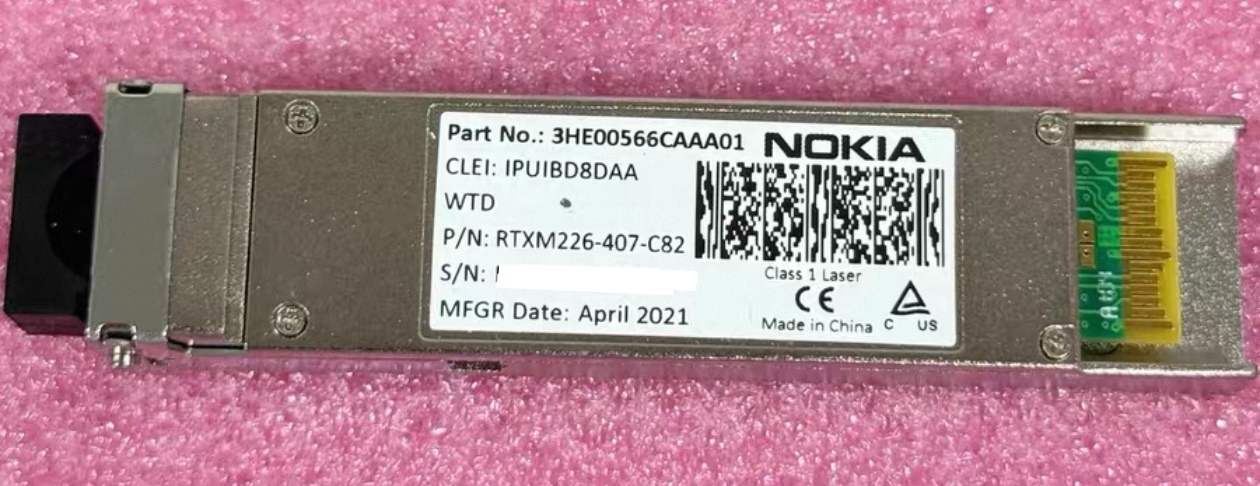 Part No.: 3HE00566CAAA01
NOKIA
CLEI: IPUIBD8DAA
WTD
P/N: RTXM226-407-C82
S/N:
MFGR Date: April 2021
Class 1 Laser
CE
Made in China
C US